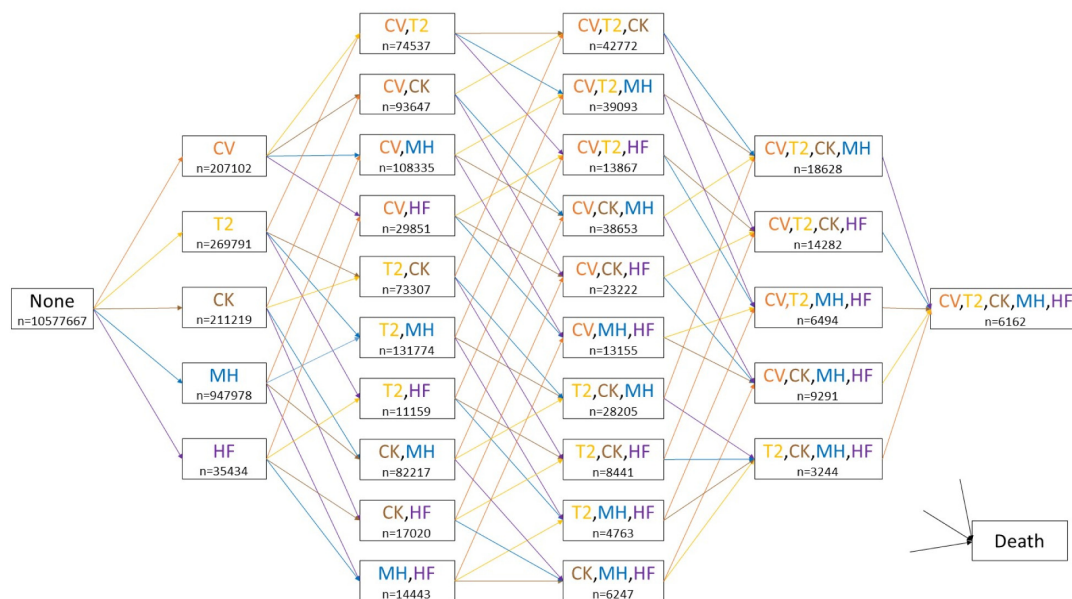 None
n=10577667
CV
n=207102
T2
n=269791
CK
n=211219
MH
n=947978
HF
n=35434
CV,T2
n=74537
CV,CK
n=93647
CV,MH
n=108335
CV,HF
n=29851
T2,CK
n=73307
T2,MH
n=131774
T2,HF
n=11159
CK,MH
n=82217
CK,HF
n=17020
MH,HF
n=14443
CV,T2,CK
n=42772
CV,T2,MH
n=39093
CV,T2,HF
n=13867
CV,CK,MH
n=38653
CV,CK,HF
n=23222
CV,MH,HF
n=13155
T2,CK,MH
n=28205
T2,CK,HF
n=8441
T2,MH,HF
n=4763
CK,MH,HF
n=6247
CV,T2,CK,MH
n=18628
CV,T2,CK,HF
n=14282
CV,T2,MH,HF
n=6494
CV,CK,MH,HF
n=9291
T2,CK,MH,HF
n=3244
CV,T2,CK,MH,HF
n=6162
Death